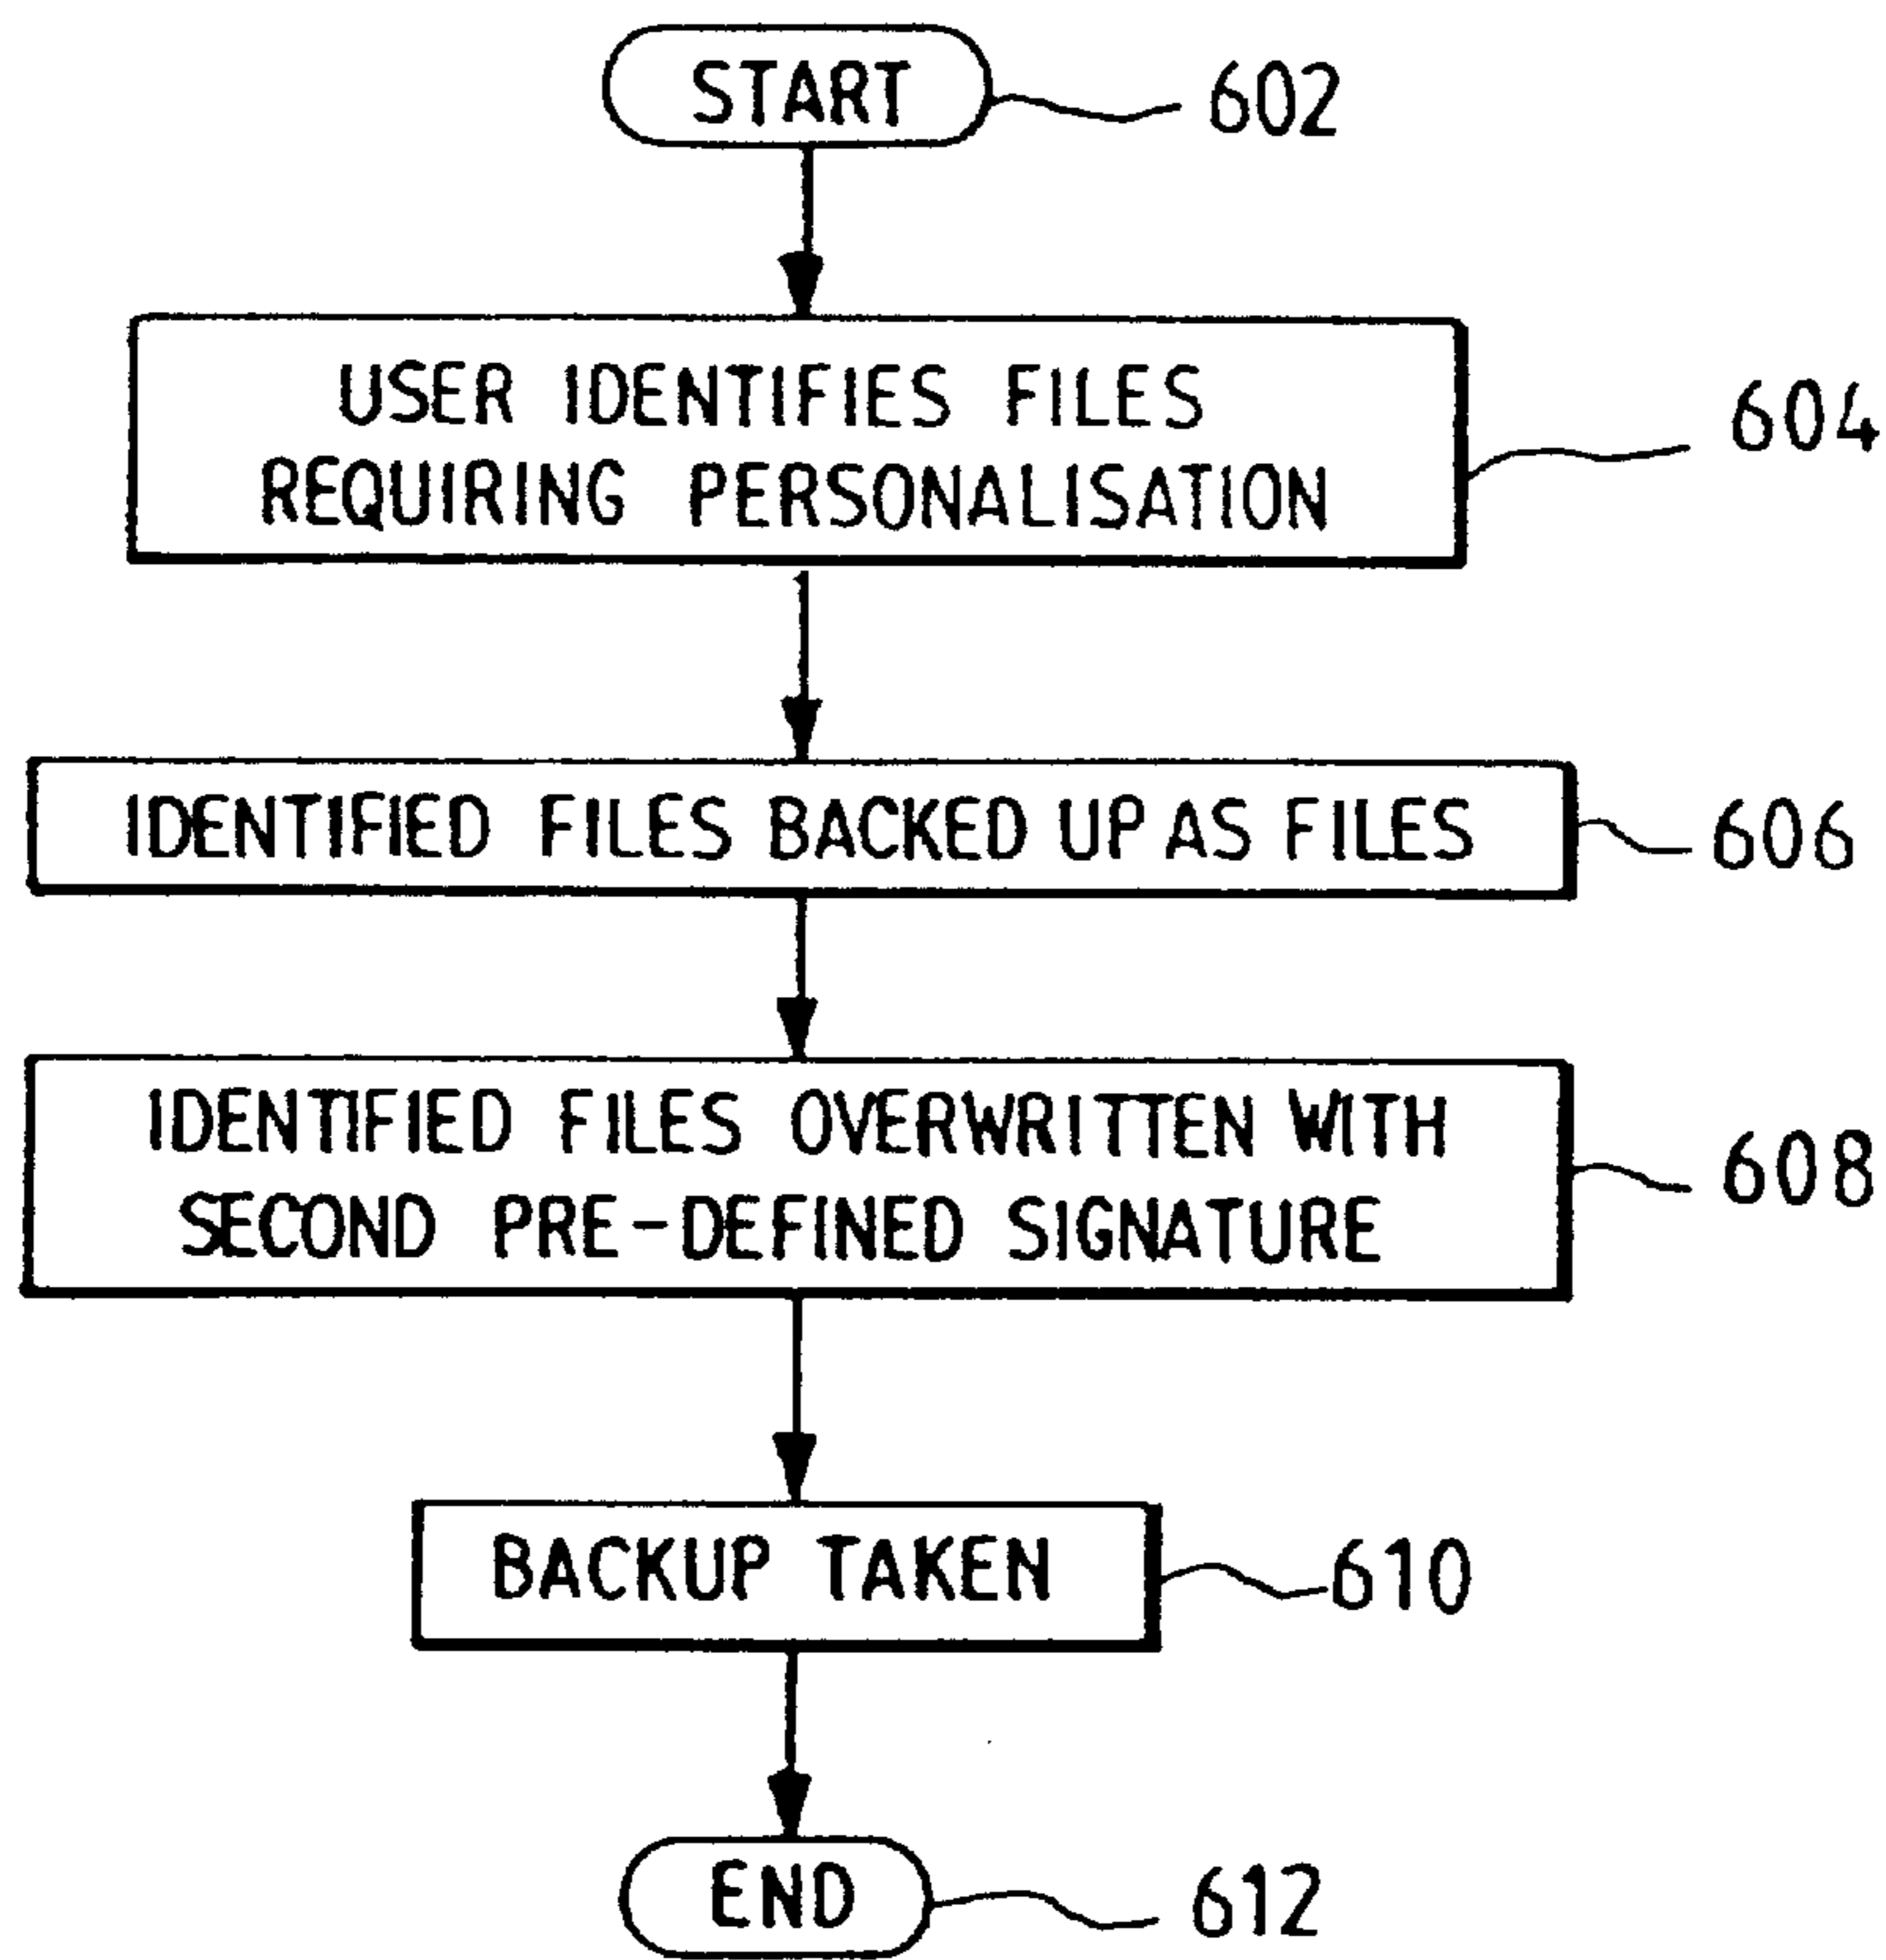 START
602
USER IDENTIFIES FILES
REQUIRING PERSONALISATION
604
IDENTIFIED FILES BACKED UP AS FILES
606
IDENTIFIED FILES OVERWRITTEN WITH
SECOND PRE-DEFINED SIGNATURE
608
BACKUP TAKEN
610
END
612